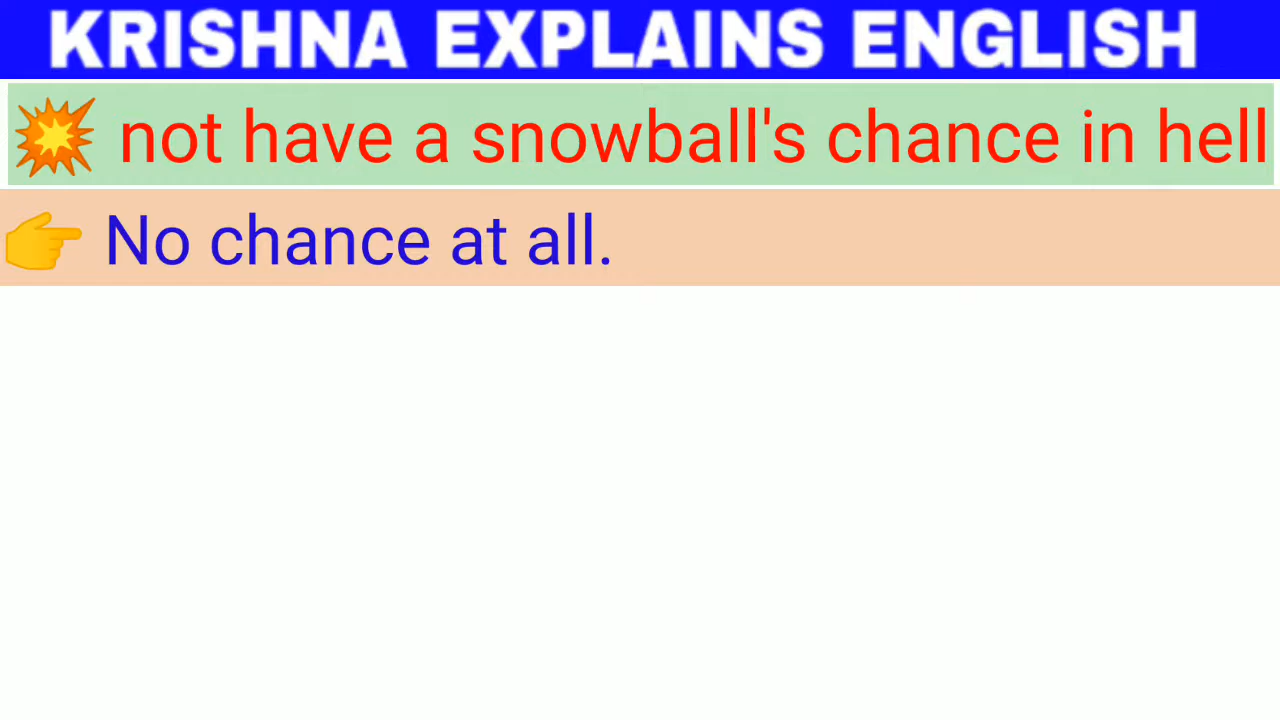 KRISHNA EXPLAINS ENGLISH
💥 not have a snowball's chance in hell
👉 No chance at all.